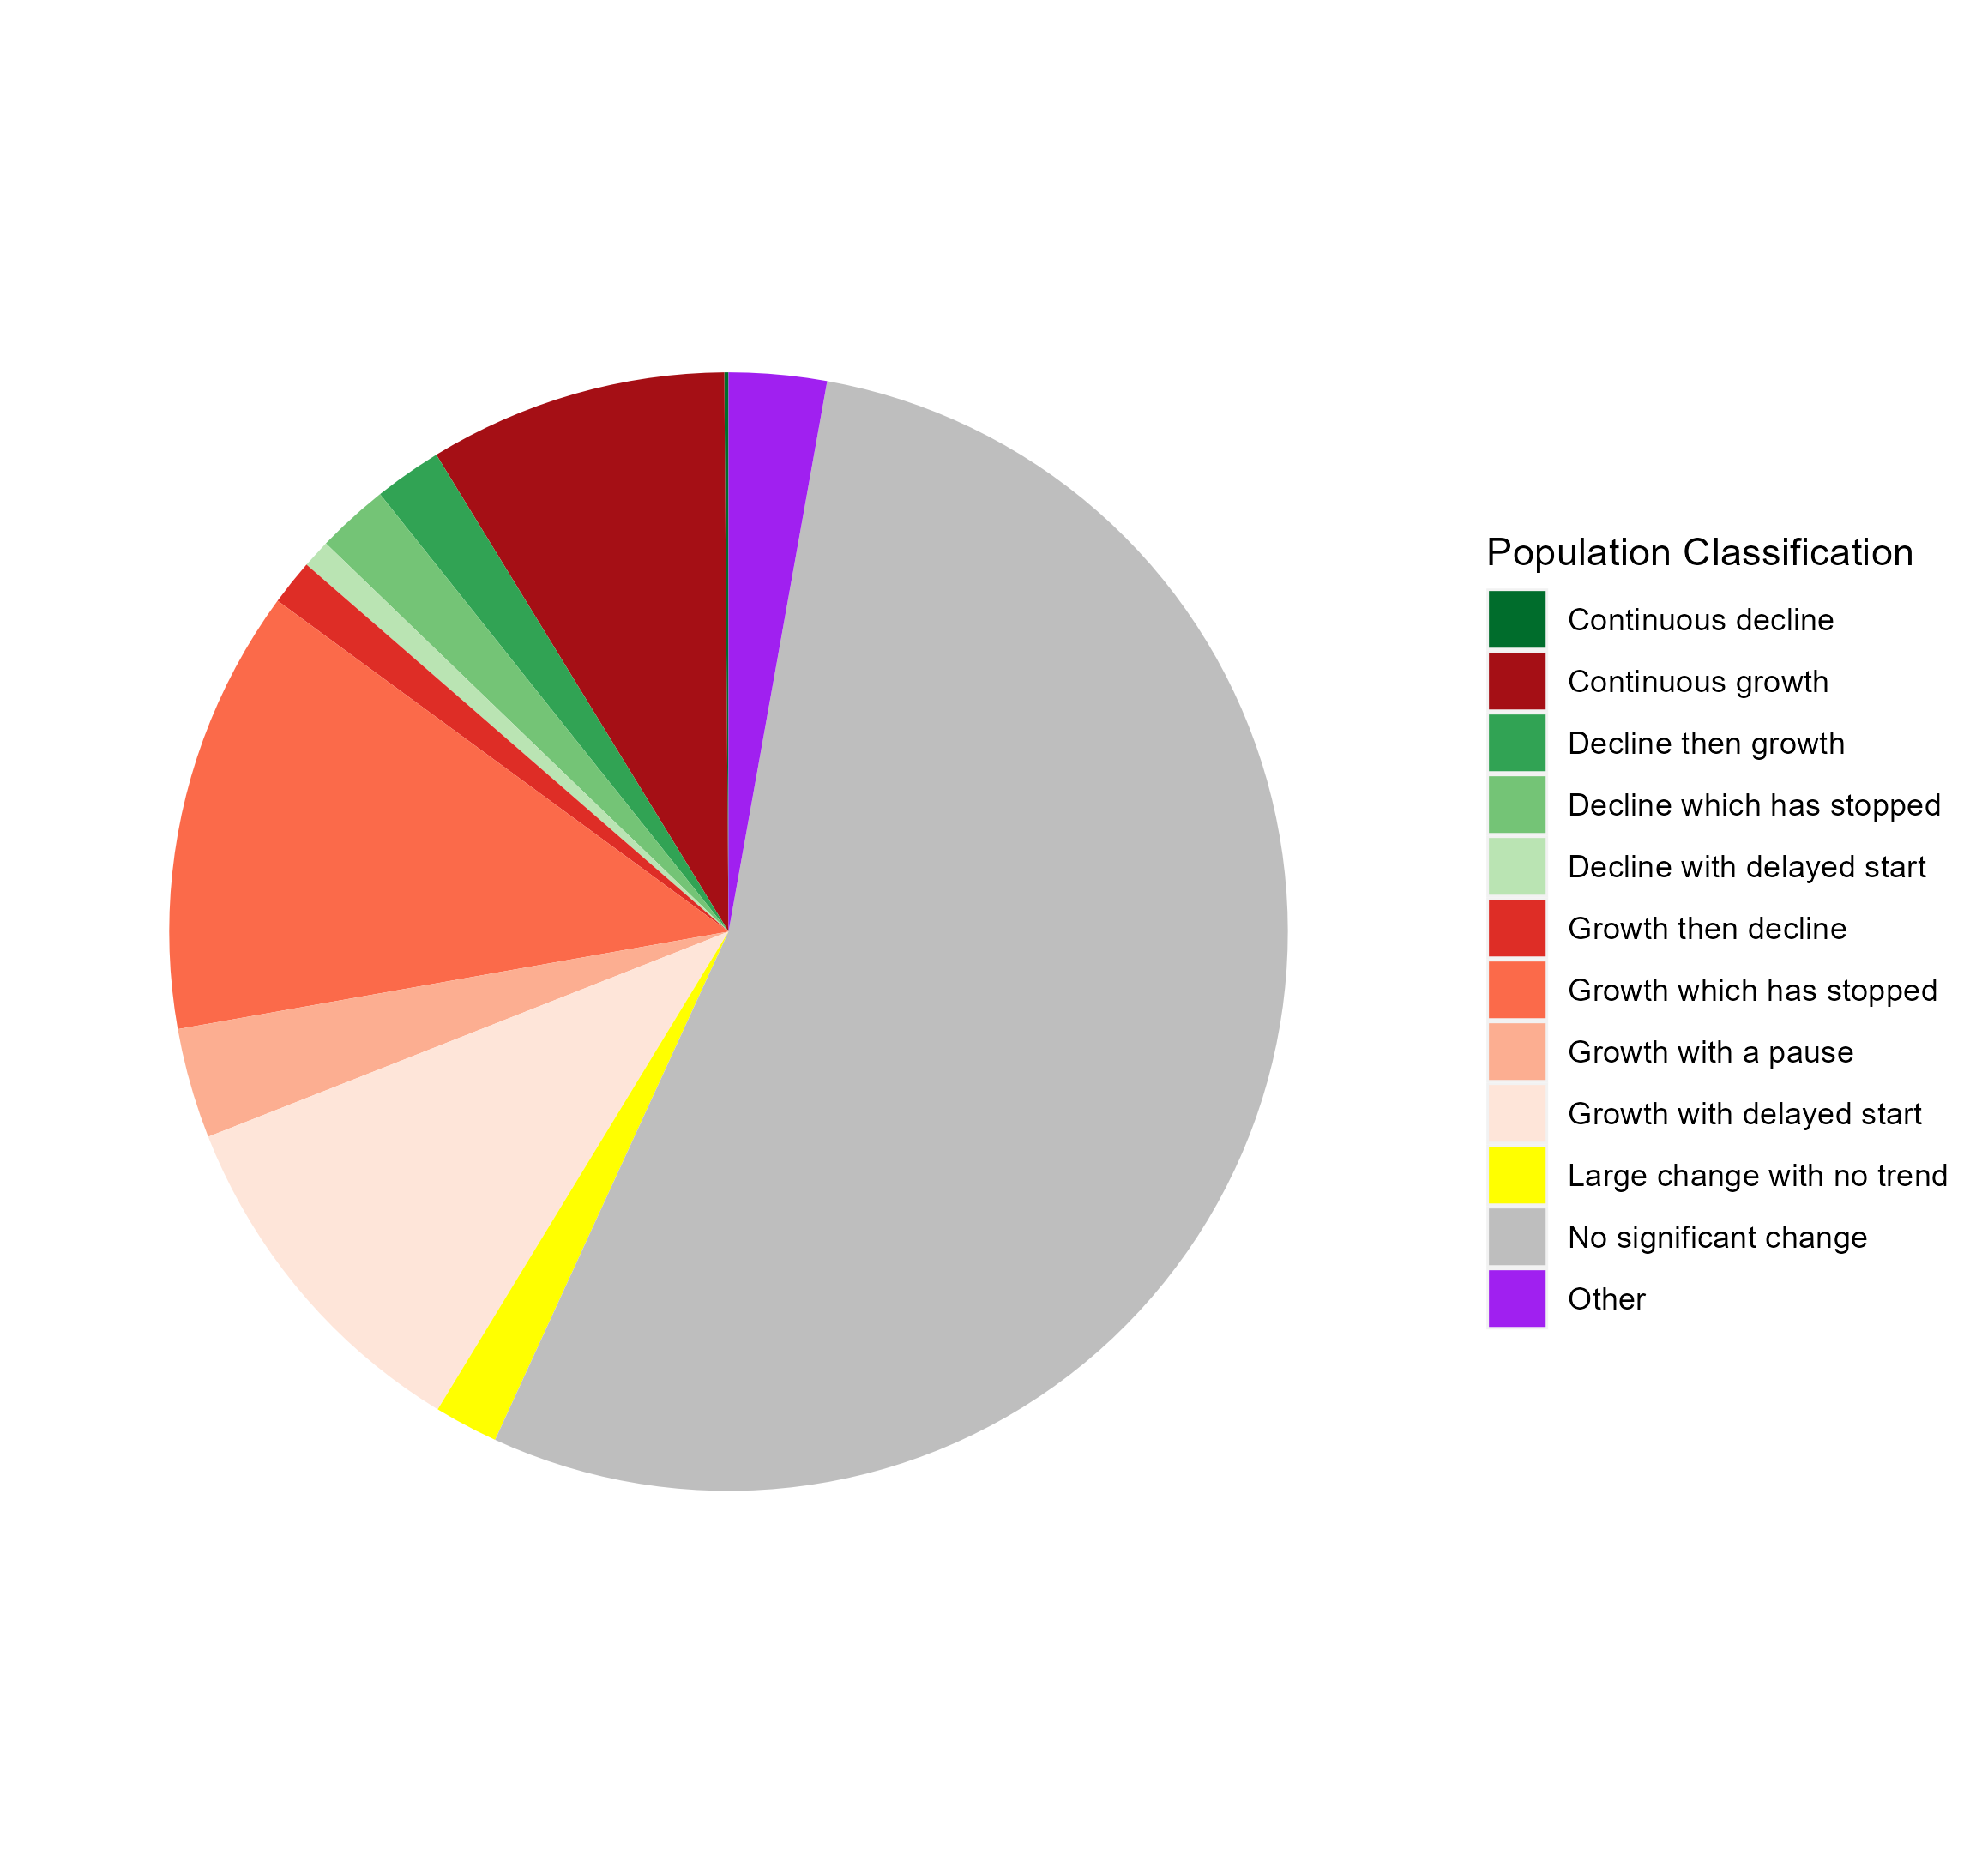 Population Classification
Continuous decline
Continuous growth
Decline then growth
Decline which has stopped
Decline with delayed start
Growth then decline
Growth which has stopped
Growth with a pause
Growth with delayed start
Large change with no trend
No significant change
Other